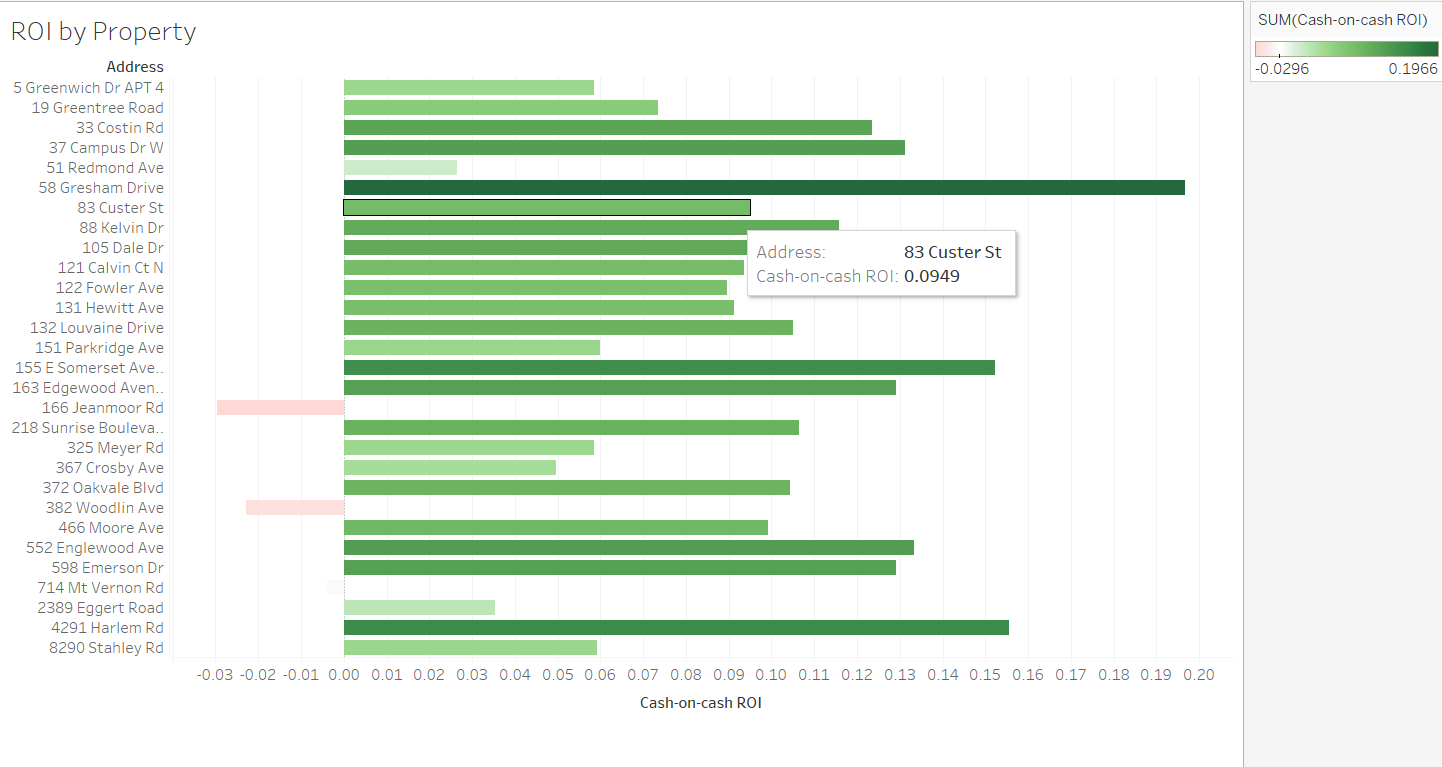 ROI by Property
SUM(Cash-on-cash ROI)
-0.0296 0.1966
Address
5 Greenwich Dr APT 4
19 Greentree Road
33 Costin Rd
37 Campus Dr W
51 Redmond Ave
58 Gresham Drive
83 Custer St
88 Kelvin Dr
105 Dale Dr
121 Calvin Ct N
122 Fowler Ave
131 Hewitt Ave
132 Louvaine Drive
151 Parkridge Ave
155 E Somerset Ave..
163 Edgewood Aven..
166 Jeanmoor Rd
218 Sunrise Bouleva..
325 Meyer Rd
367 Crosby Ave
372 Oakvale Blvd
382 Woodlin Ave
466 Moore Ave
552 Englewood Ave
598 Emerson Dr
714 Mt Vernon Rd
2389 Eggert Road
4291 Harlem Rd
8290 Stahley Rd
Address: 83 Custer St
Cash-on-cash ROI: 0.0949
-0.03 -0.02 -0.01 0.00 0.01 0.02 0.03 0.04 0.05 0.06 0.07 0.08 0.09 0.10 0.11 0.12 0.13 0.14 0.15 0.16 0.17 0.18 0.19 0.20
Cash-on-cash ROI